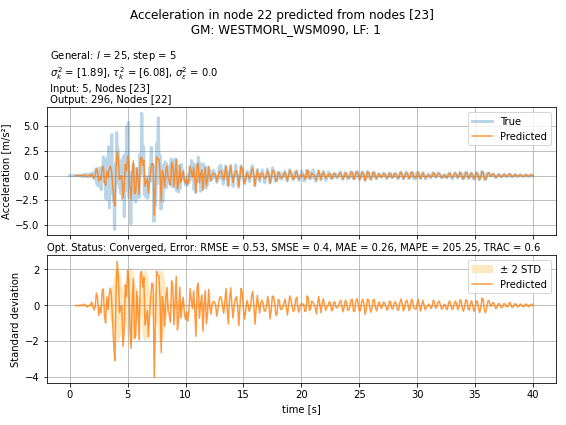 Acceleration in node 22 predicted from nodes [23]
GM: WESTMORL_WSM090, LF: 1
General: l = 25, step = 5
σ²ₖ = [1.89], τ²ₖ = [6.08], σ²ε = 0.0
Input: 5, Nodes [23]
Output: 296, Nodes [22]
Acceleration [m/s²]
5.0
2.5
0.0
−2.5
−5.0
True
Predicted
Opt. Status: Converged, Error: RMSE = 0.53, SMSE = 0.4, MAE = 0.26, MAPE = 205.25, TRAC = 0.6
Standard deviation
2
0
−2
−4
± 2 STD
Predicted
0 5 10 15 20 25 30 35 40
time [s]